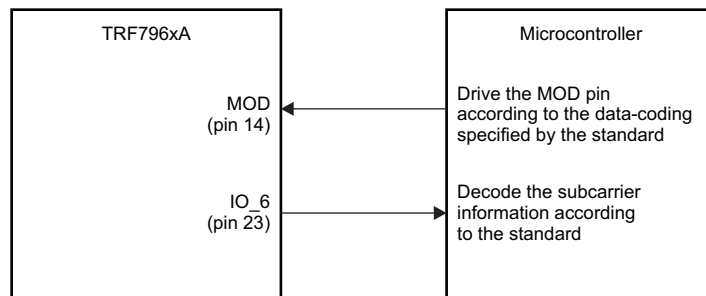 TRF796xA
Microcontroller
MOD
(pin 14)
Drive the MOD pin
according to the data-coding
specified by the standard
IO_6
(pin 23)
Decode the subcarrier
information according
to the standard